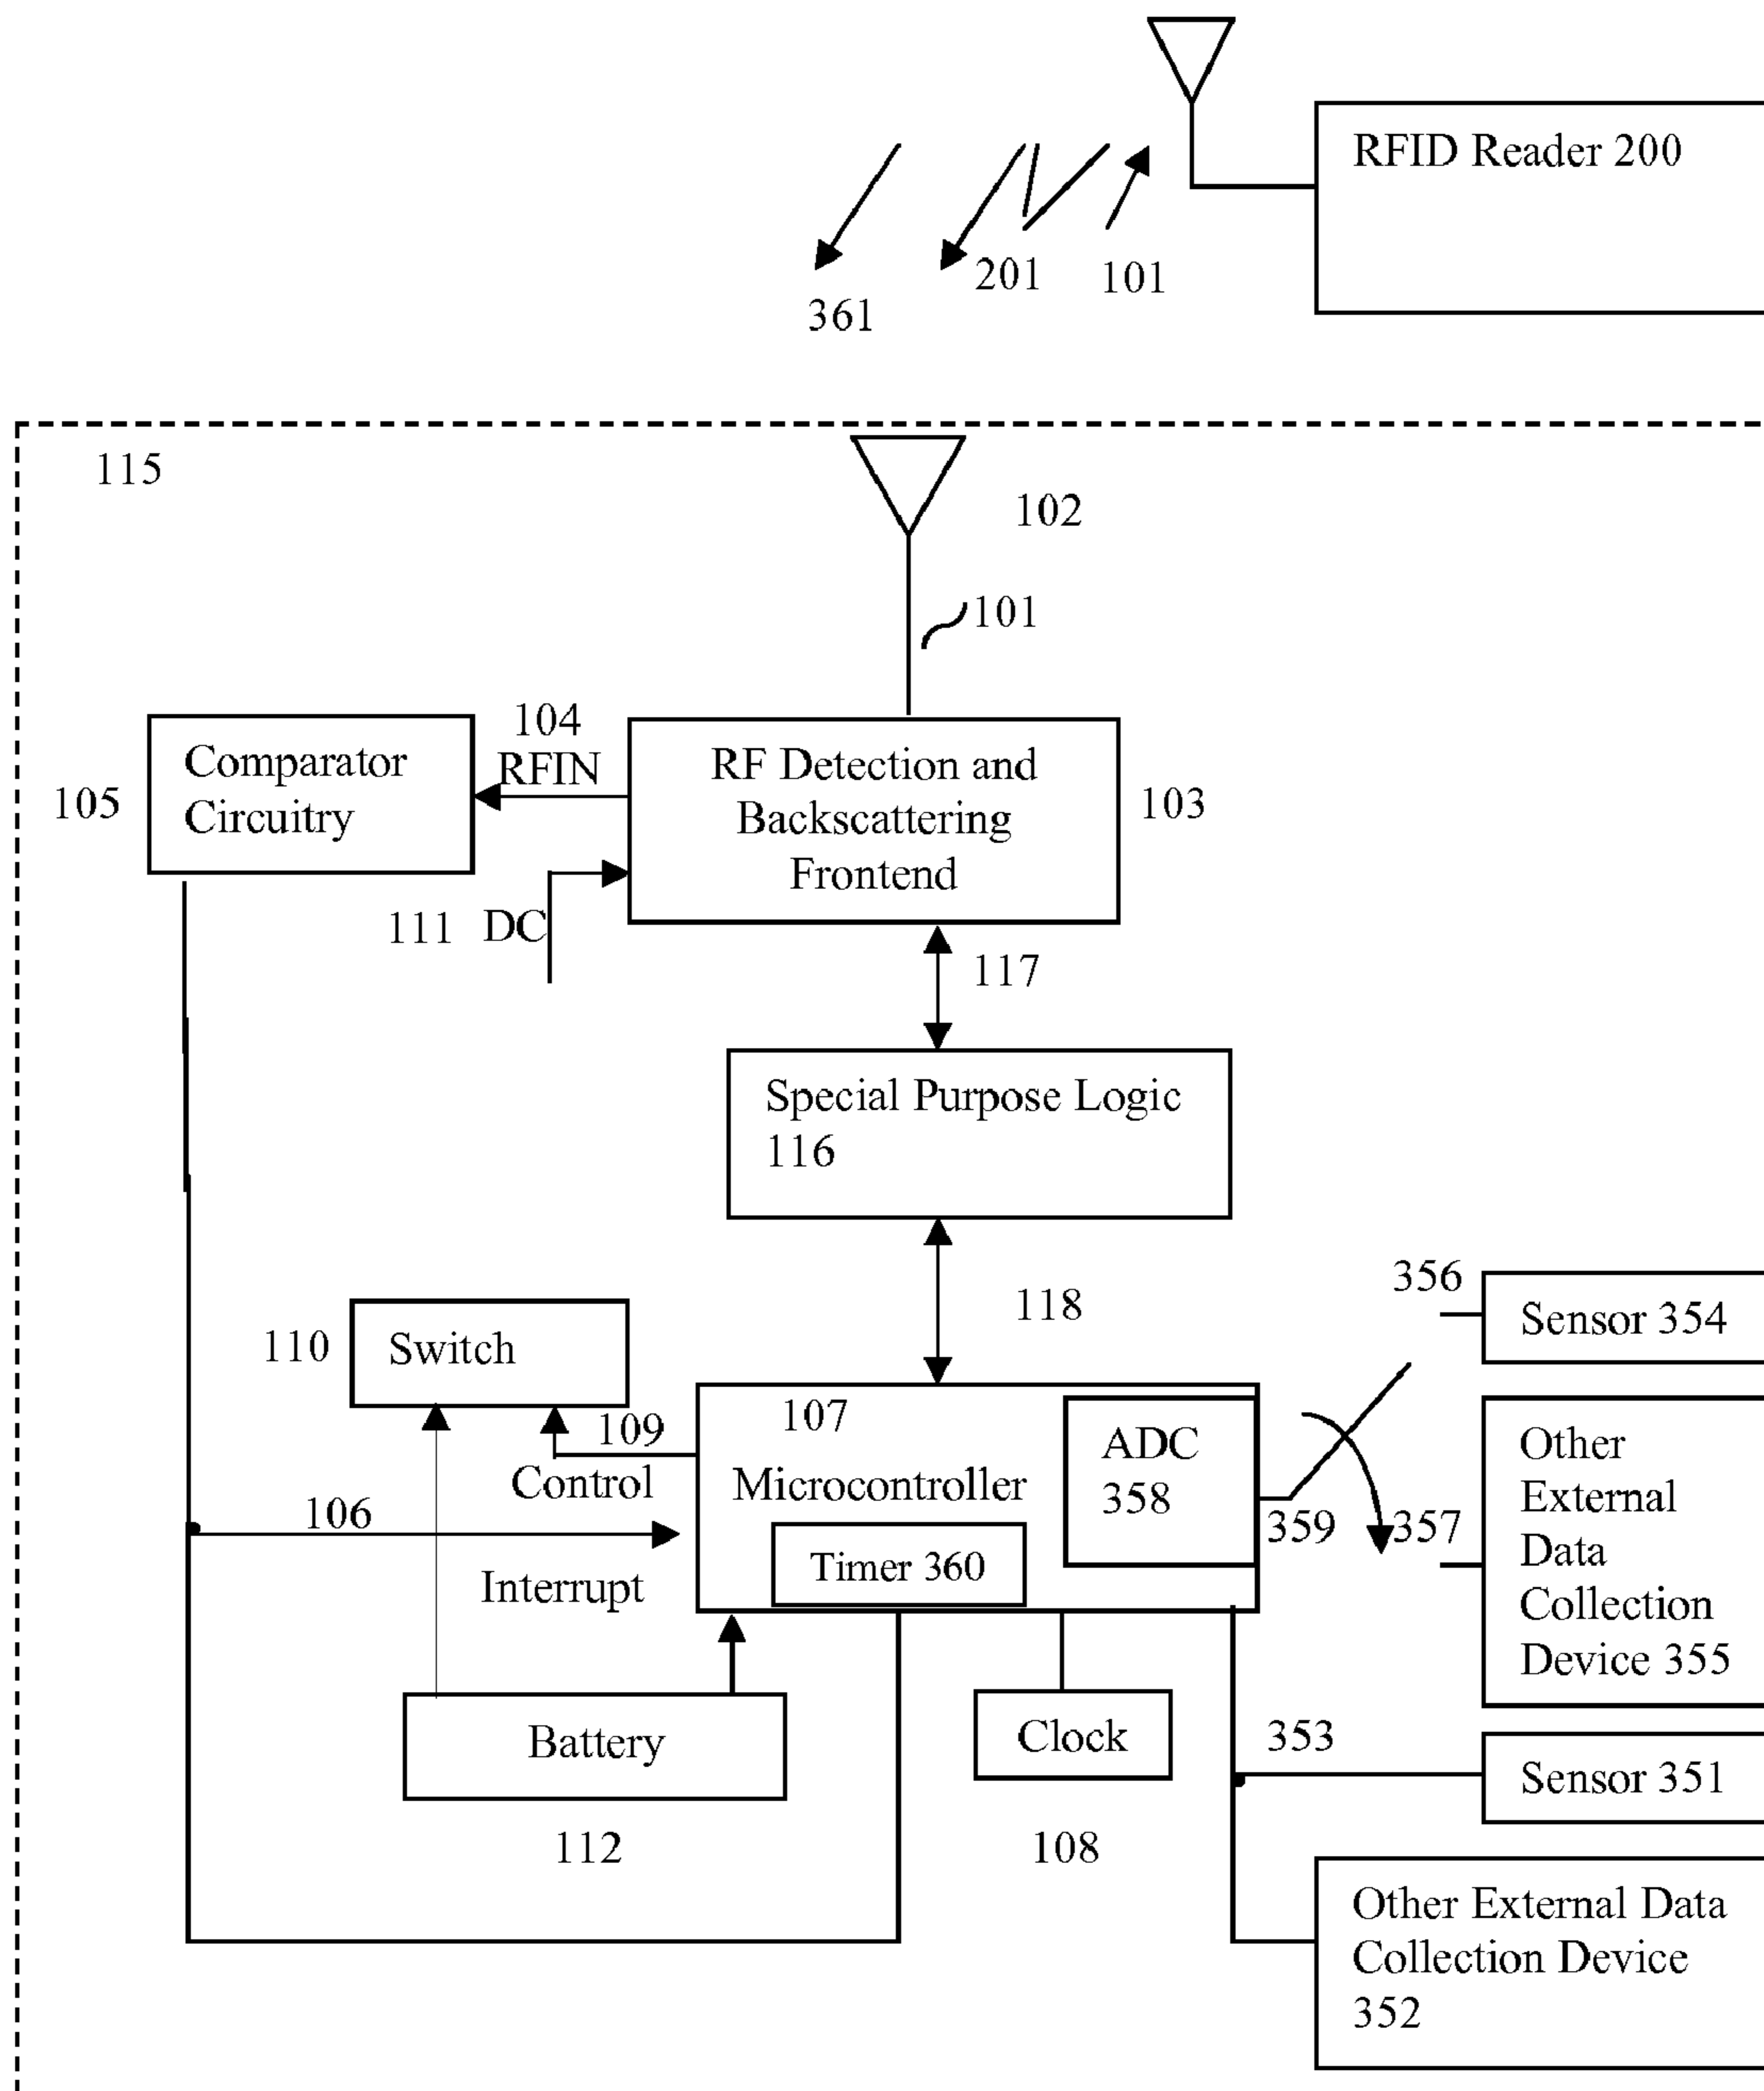 RFID Reader 200
201
101
361
115
102
101
104
RFIN
Comparator
Circuitry
105
RF Detection and
Backscattering
Frontend
103
111
DC
117
Special Purpose Logic
116
118
356
Sensor 354
110
Switch
109
Control
107
Microcontroller
ADC
358
359
357
Other
External
Data
Collection
Device 355
106
Interrupt
Timer 360
Battery
112
Clock
108
353
Sensor 351
Other External Data
Collection Device
352